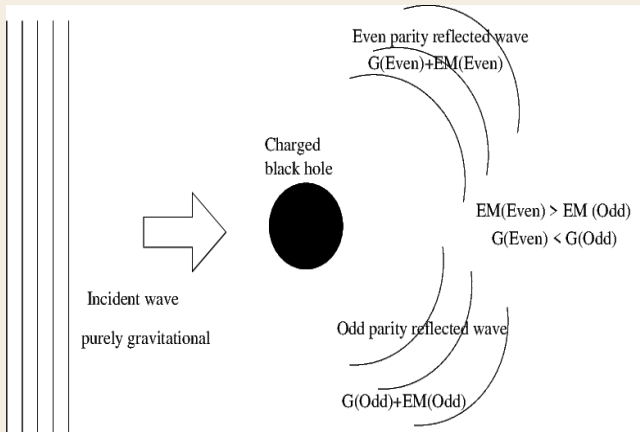 Even parity reflected wave
G(Even)+EM(Even)
Charged
black hole
EM(Even) > EM (Odd)
G(Even) < G(Odd)
Incident wave
purely gravitational
Odd parity reflected wave
G(Odd)+EM(Odd)